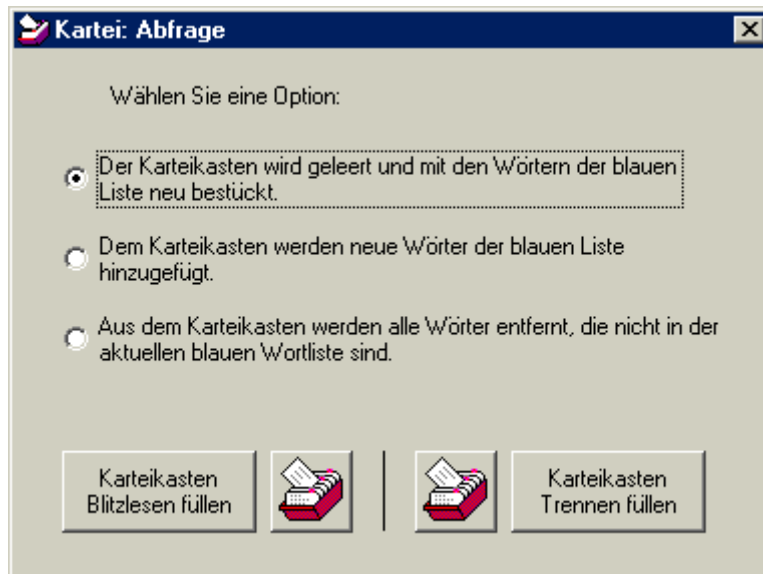 Kartei: Abfrage
Wählen Sie eine Option:
Der Karteikasten wird geleert und mit den Wörtern der blauen
Liste neu bestückt.
Dem Karteikasten werden neue Wörter der blauen Liste
hinzugefügt.
Aus dem Karteikasten werden alle Wörter entfernt, die nicht in der
aktuellen blauen Wortliste sind.
Karteikasten
Blitzlesen füllen
Karteikasten
Trennen füllen